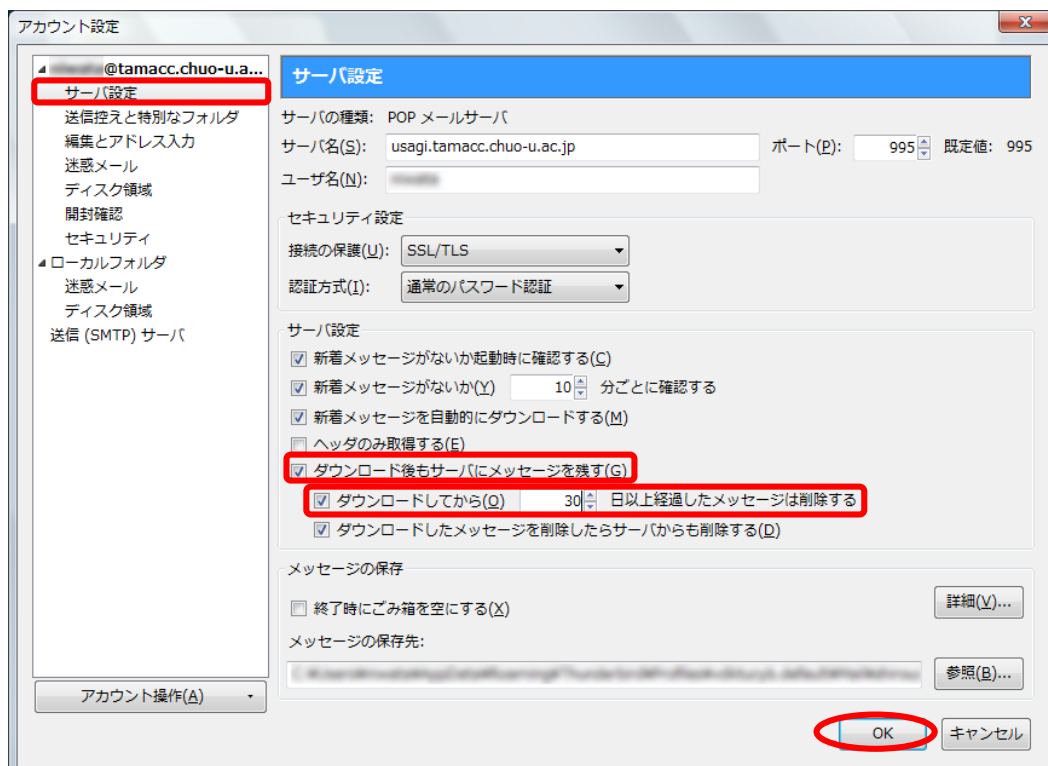 アカウント設定
@tamacc.chuo-u.a...
サーバ設定
送信控えと特別なフォルダ
編集とアドレス入力
迷惑メール
ディスク領域
開封確認
セキュリティ
ローカルフォルダ
迷惑メール
ディスク領域
送信 (SMTP) サーバ
アカウント操作(A)
サーバ設定
サーバの種類: POP メールサーバ
サーバ名(S): usagi.tamacc.chuo-u.ac.jp ポート(P): 995 既定値: 995
ユーザ名(N):
セキュリティ設定
接続の保護(U): SSL/TLS
認証方式(I): 通常のパスワード認証
サーバ設定
新着メッセージがないか起動時に確認する(C)
新着メッセージがないか(Y) 10 分ごとに確認する
新着メッセージを自動的にダウンロードする(M)
ヘッダのみ取得する(E)
ダウンロード後もサーバにメッセージを残す(G)
ダウンロードしてから(O) 30 日以上経過したメッセージは削除する
ダウンロードしたメッセージを削除したらサーバからも削除する(D)
メッセージの保存
終了時にごみ箱を空にする(X) 詳細(V)...
メッセージの保存先:
参照(B)...
OK キャンセル